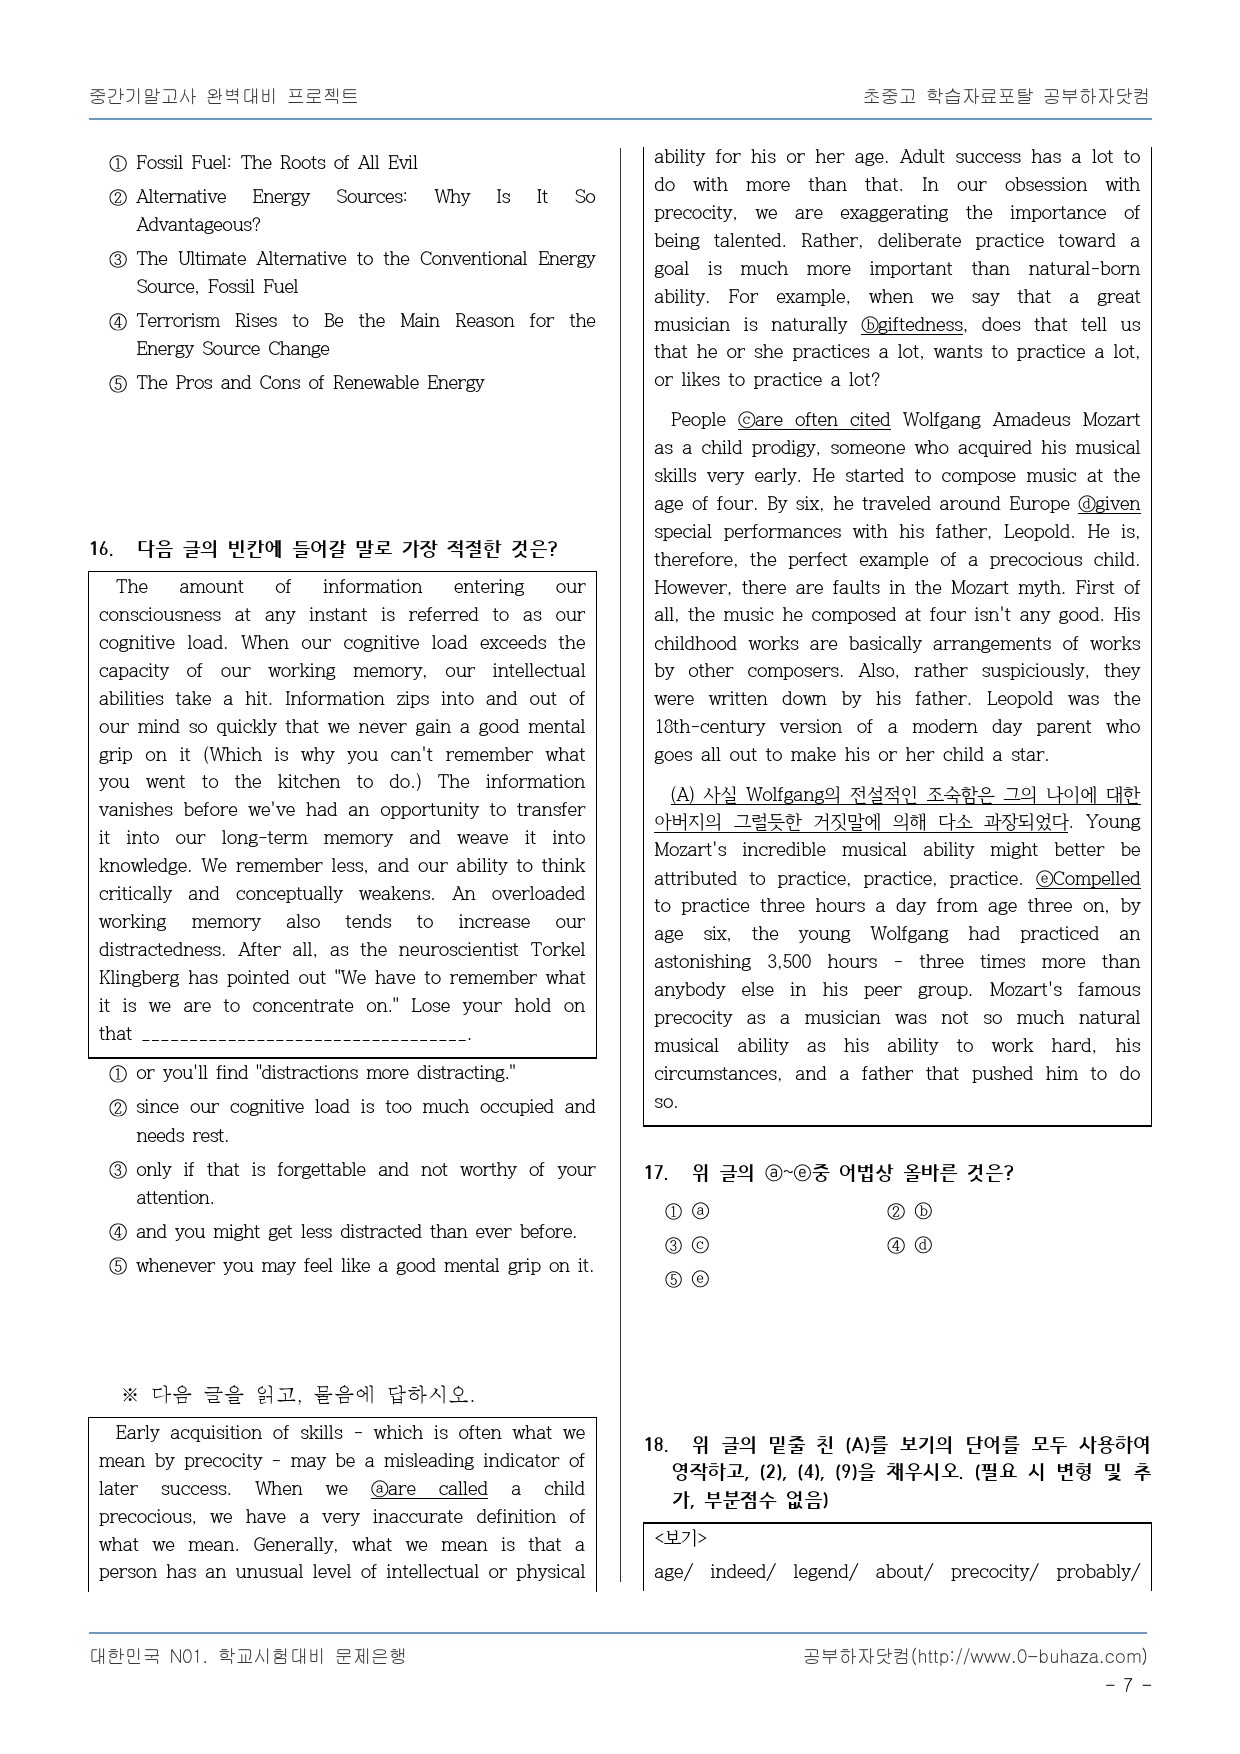 중간기말고사 완벽대비 프로젝트
초중고 학습자료포탈 공부하자닷컴
① Fossil Fuel: The Roots of All Evil
② Alternative Energy Sources: Why Is It So
Advantageous?
③ The Ultimate Alternative to the Conventional Energy
Source, Fossil Fuel
④ Terrorism Rises to Be the Main Reason for the
Energy Source Change
⑤ The Pros and Cons of Renewable Energy
16. 다음 글의 빈칸에 들어갈 말로 가장 적절한 것은?
The amount of information entering our
consciousness at any instant is referred to as our
cognitive load. When our cognitive load exceeds the
capacity of our working memory, our intellectual
abilities take a hit. Information zips into and out of
our mind so quickly that we never gain a good mental
grip on it (Which is why you can't remember what
you went to the kitchen to do.) The information
vanishes before we've had an opportunity to transfer
it into our long-term memory and weave it into
knowledge. We remember less, and our ability to think
critically and conceptually weakens. An overloaded
working memory also tends to increase our
distractedness. After all, as the neuroscientist Torkel
Klingberg has pointed out "We have to remember what
it is we are to concentrate on." Lose your hold on
that __________________________________.
① or you'll find "distractions more distracting."
② since our cognitive load is too much occupied and
needs rest.
③ only if that is forgettable and not worthy of your
attention.
④ and you might get less distracted than ever before.
⑤ whenever you may feel like a good mental grip on it.
※ 다음 글을 읽고, 물음에 답하시오.
Early acquisition of skills - which is often what we
mean by precocity - may be a misleading indicator of
later success. When we ⓐare called a child
precocious, we have a very inaccurate definition of
what we mean. Generally, what we mean is that a
person has an unusual level of intellectual or physical
ability for his or her age. Adult success has a lot to
do with more than that. In our obsession with
precocity, we are exaggerating the importance of
being talented. Rather, deliberate practice toward a
goal is much more important than natural-born
ability. For example, when we say that a great
musician is naturally ⓑgiftedness, does that tell us
that he or she practices a lot, wants to practice a lot,
or likes to practice a lot?
People ⓒare often cited Wolfgang Amadeus Mozart
as a child prodigy, someone who acquired his musical
skills very early. He started to compose music at the
age of four. By six, he traveled around Europe ⓓgiven
special performances with his father, Leopold. He is,
therefore, the perfect example of a precocious child.
However, there are faults in the Mozart myth. First of
all, the music he composed at four isn't any good. His
childhood works are basically arrangements of works
by other composers. Also, rather suspiciously, they
were written down by his father. Leopold was the
18th-century version of a modern day parent who
goes all out to make his or her child a star.
(A) 사실 Wolfgang의 전설적인 조숙함은 그의 나이에 대한
아버지의 그럴듯한 거짓말에 의해 다소 과장되었다. Young
Mozart's incredible musical ability might better be
attributed to practice, practice, practice. ⓔCompelled
to practice three hours a day from age three on, by
age six, the young Wolfgang had practiced an
astonishing 3,500 hours - three times more than
anybody else in his peer group. Mozart's famous
precocity as a musician was not so much natural
musical ability as his ability to work hard, his
circumstances, and a father that pushed him to do
so.
17. 위 글의 ⓐ~ⓔ중 어법상 올바른 것은?
① ⓐ ② ⓑ
③ ⓒ ④ ⓓ
⑤ ⓔ
18. 위 글의 밑줄 친 (A)를 보기의 단어를 모두 사용하여
영작하고, (2), (4), (9)을 채우시오. (필요 시 변형 및 추
가, 부분점수 없음)
<보기>
age/ indeed/ legend/ about/ precocity/ probably/
대한민국 N01. 학교시험대비 문제은행
공부하자닷컴(http://www.0-buhaza.com)
- 7 -